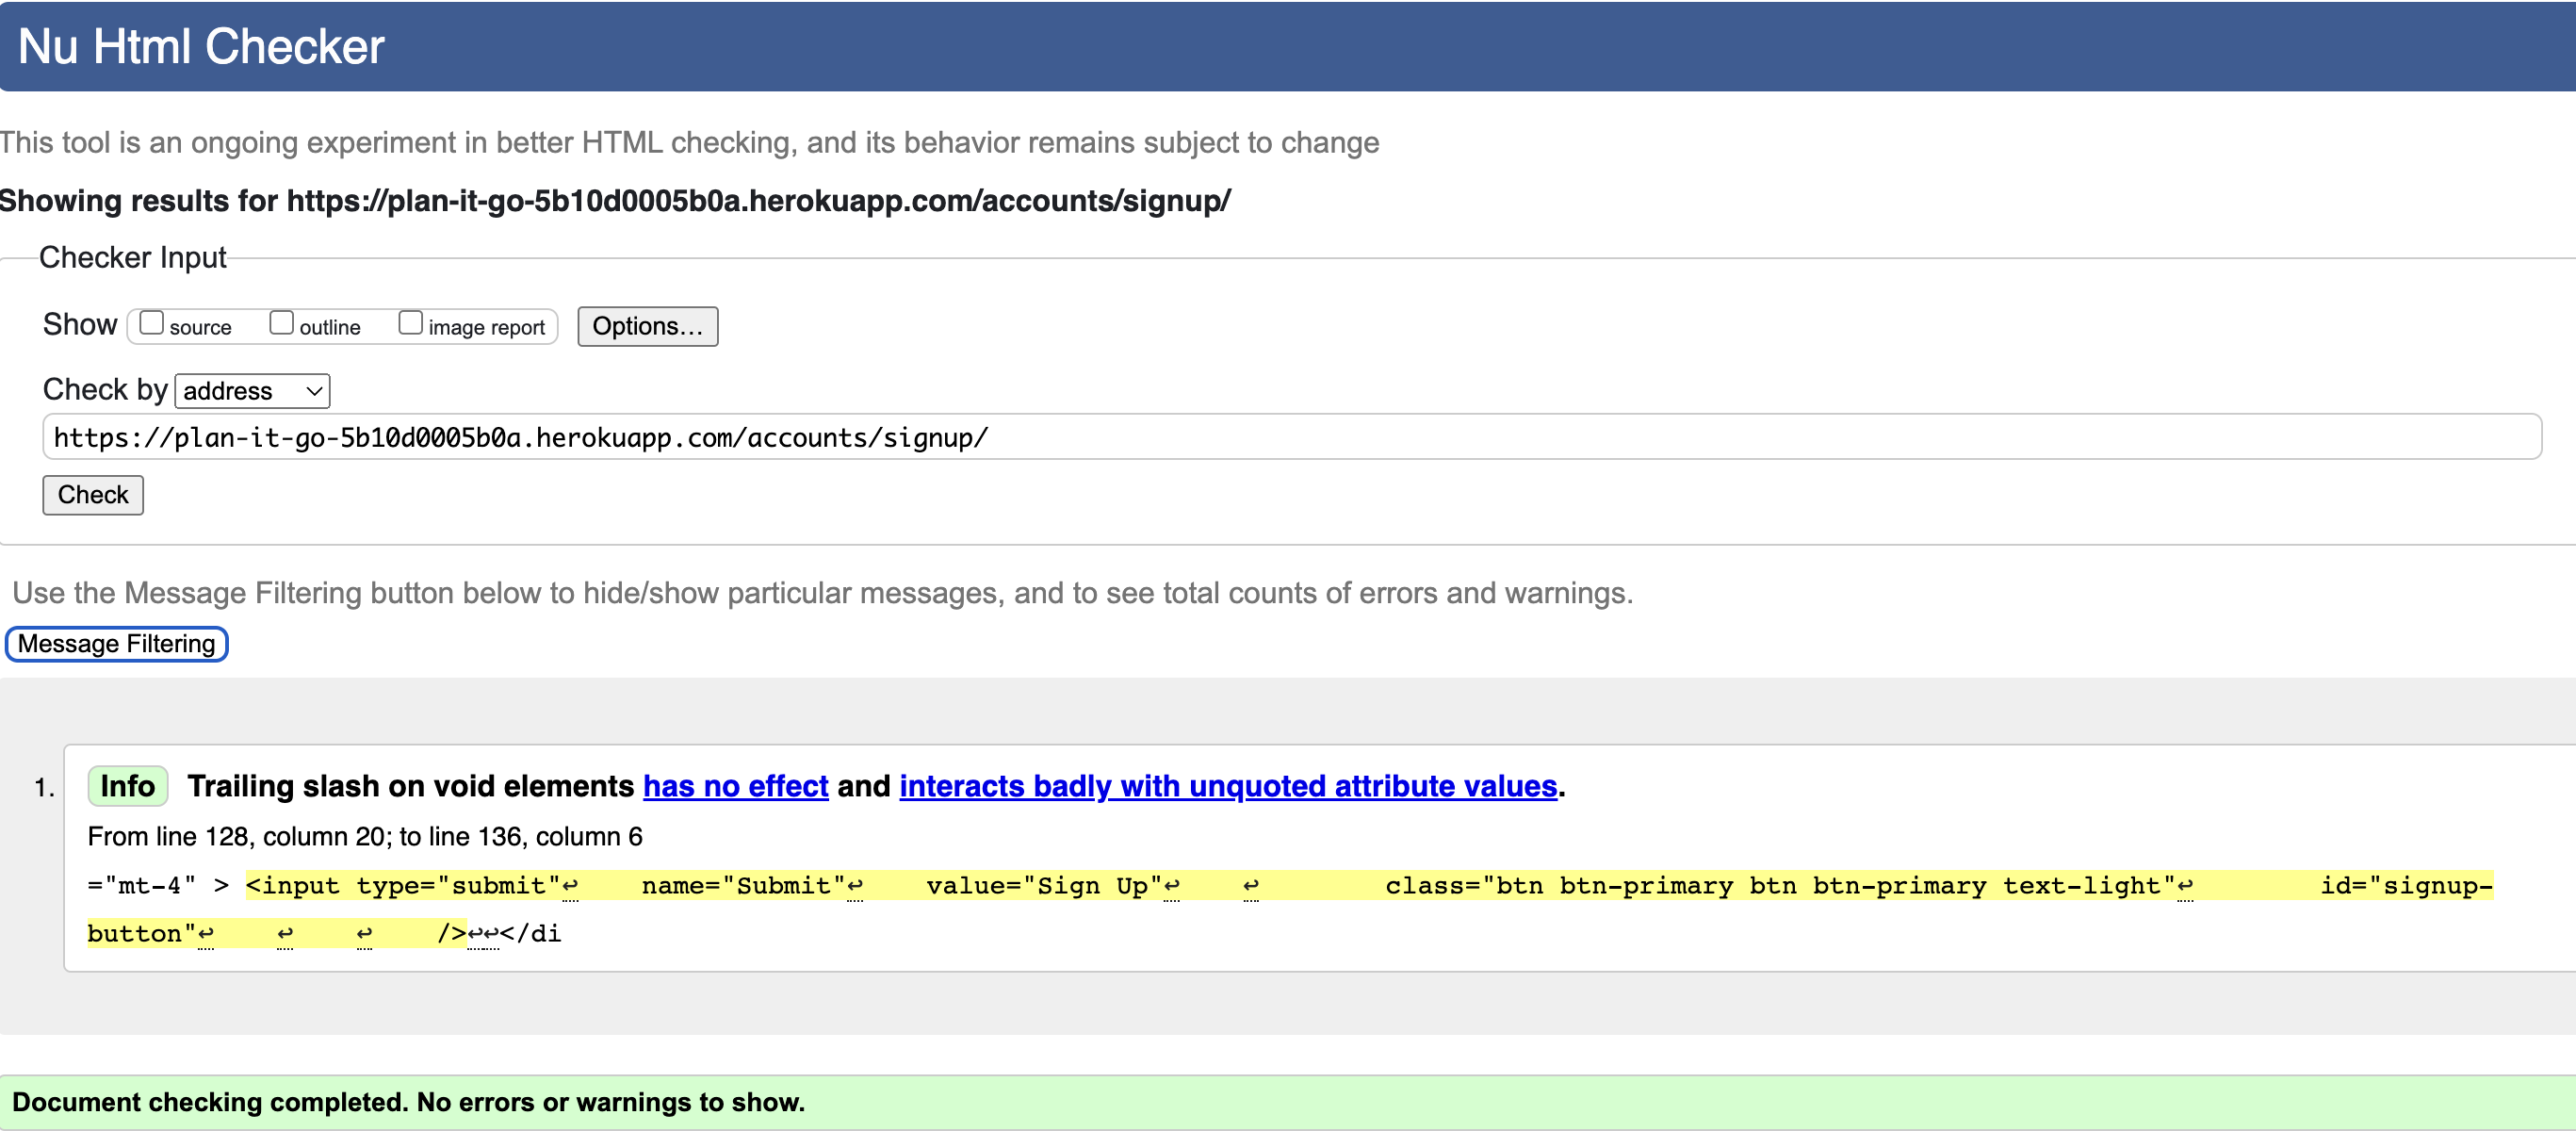 Nu Html Checker
This tool is an ongoing experiment in better HTML checking, and its behavior remains subject to change
Showing results for https://plan-it-go-5b10d0005b0a.herokuapp.com/accounts/signup/
Checker Input
Show source outline image report Options...
Check by address
https://plan-it-go-5b10d0005b0a.herokuapp.com/accounts/signup/
Check
Use the Message Filtering button below to hide/show particular messages, and to see total counts of errors and warnings.
Message Filtering
1. Info Trailing slash on void elements has no effect and interacts badly with unquoted attribute values.
From line 128, column 20; to line 136, column 6
="mt-4" > <input type="submit"↩ name="Submit"↩ value="Sign Up"↩ ↩ class="btn btn-primary btn btn-primary text-light"↩ id="signup-
button"↩ ↩ ↩ />↩↩</di
Document checking completed. No errors or warnings to show.